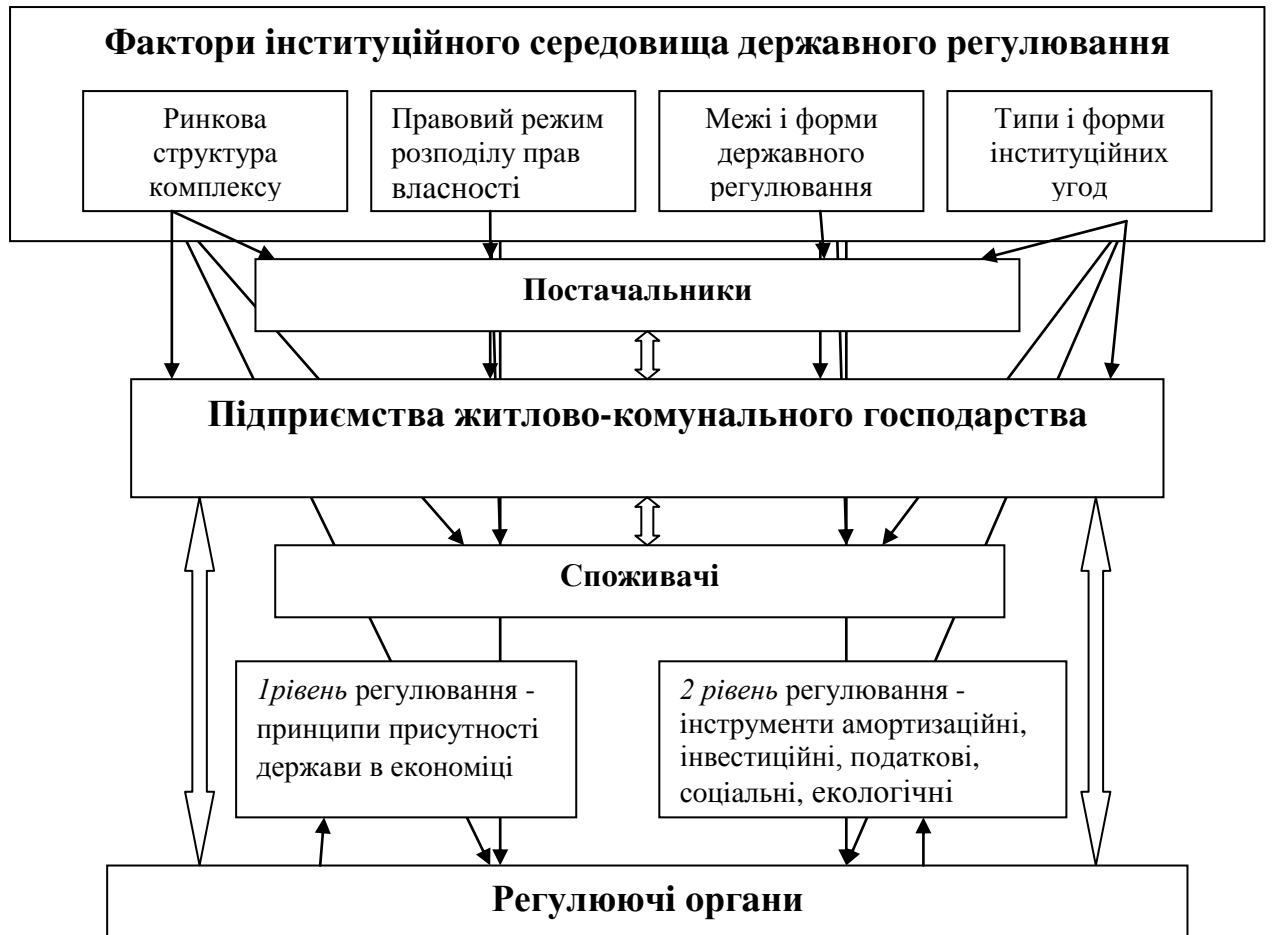 Фактори інституційного середовища державного регулювання
Ринкова
структура
комплексу
Правовий режим
розподілу прав
власності
Межі і форми
державного
регулювання
Типи і форми
інституційних
угод
Постачальники
Підприємства житлово-комунального господарства
Споживачі
1рівень регулювання -
принципи присутності
держави в економіці
2 рівень регулювання -
інструменти амортизаційні,
інвестиційні, податкові,
соціальні, екологічні
Регулюючі органи